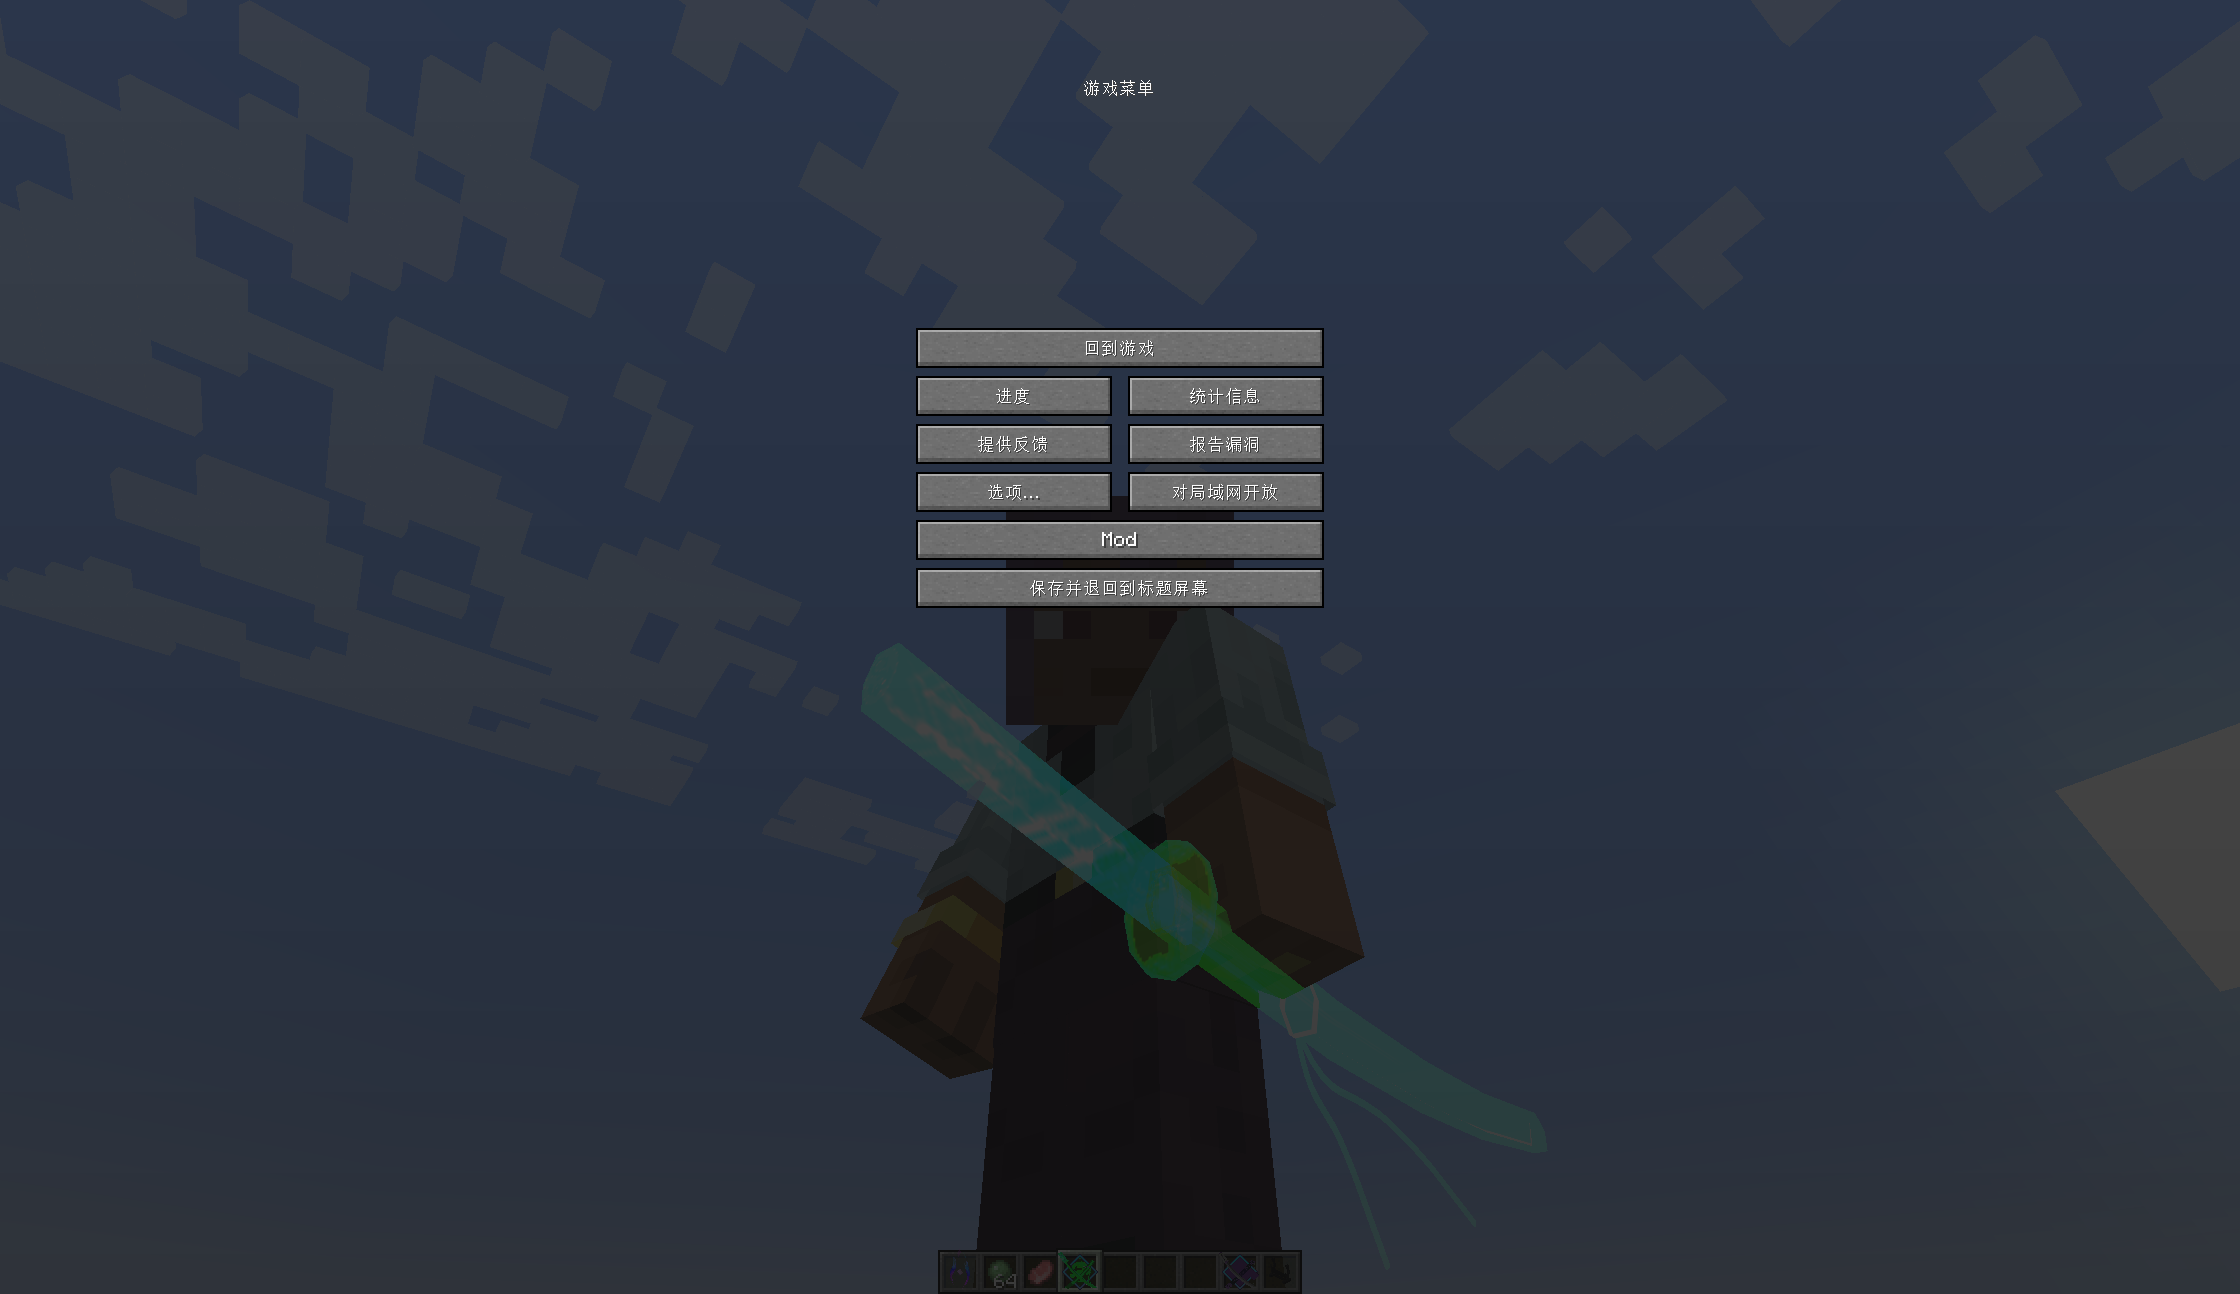 游戏菜单
回到游戏
进度
统计信息
提供反馈
报告漏洞
选项...
对局域网开放
Mod
保存并退回到标题屏幕
64